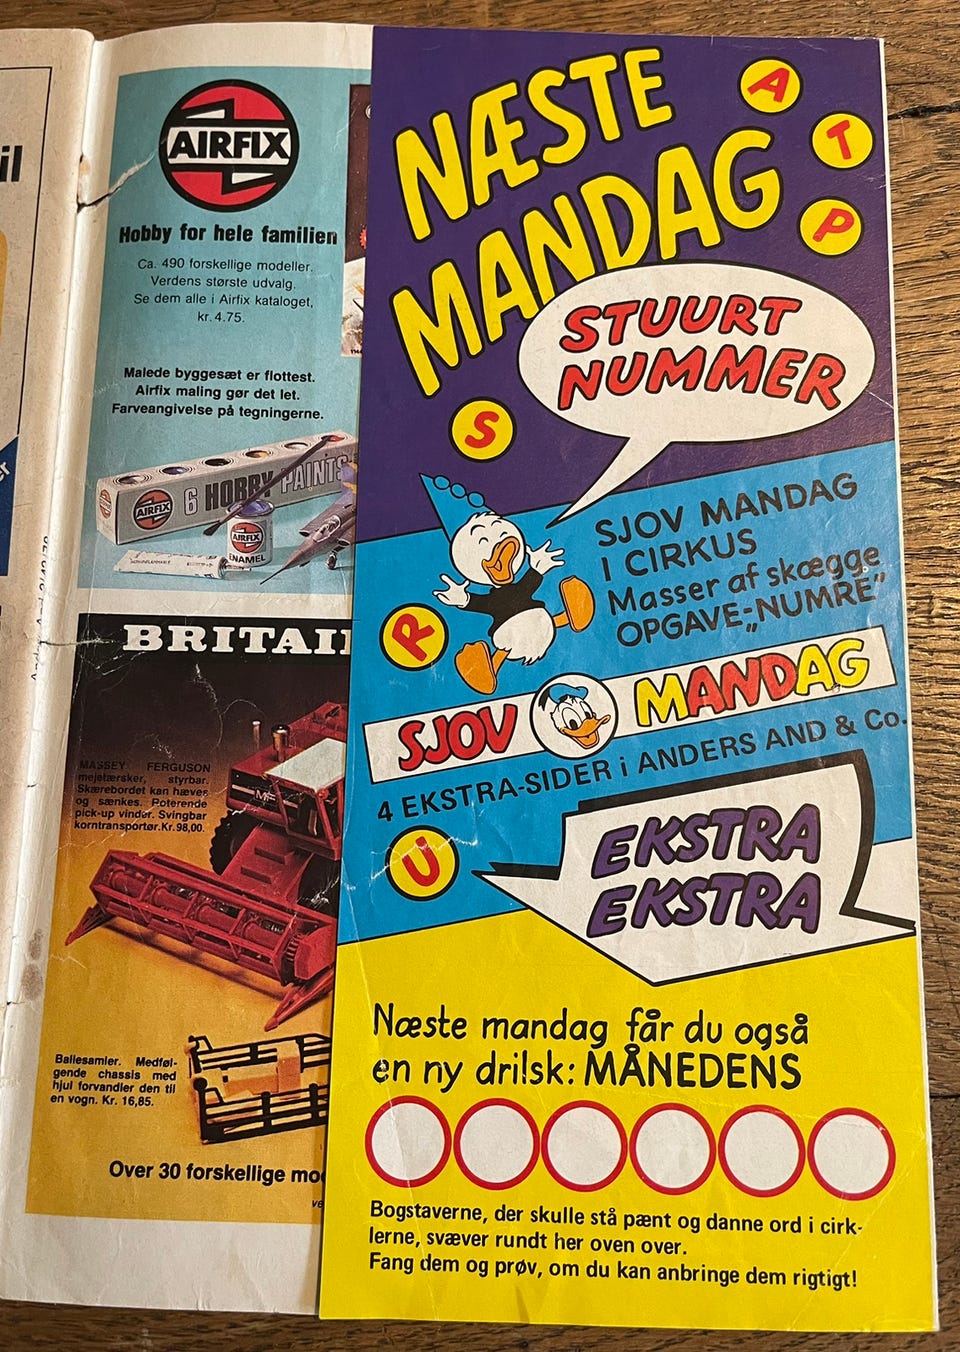 il
AIRFIX
Hobby for hele familien
Ca. 490 forskellige modeller.
Verdens største udvalg.
Se dem alle i Airfix kataloget,
kr. 4.75.
Malede byggesæt er flottest.
Airfix maling gør det let.
Farveangivelse på tegningerne.
AIRFIX
6 HOBBY PAINTS
AIRFIX
ENAMEL
BRITAI
MASSEY FERGUSON
mejetærsker, styrbar.
Skærebordet kan hæves
og sænkes. Roterende
pick-up vinder. Svingbar
korntransportør. Kr. 98,00.
MF
Ballesamler. Medføl-
gende chassis med
hjul forvandler den til
en vogn. Kr. 16,85.
Over 30 forskellige mo
ve
NÆSTE
MANDAG
A
T
P
STUURT
NUMMER
S
SJOV MANDAG
I CIRKUS
Masser af skægge
OPGAVE-„NUMRE”
R
SJOV MANDAG
4 EKSTRA-SIDER i ANDERS AND & Co.
U
EKSTRA
EKSTRA
Næste mandag får du også
en ny drilsk: MÅNEDENS
Bogstaverne, der skulle stå pænt og danne ord i cirk-
lerne, svæver rundt her oven over.
Fang dem og prøv, om du kan anbringe dem rigtigt!